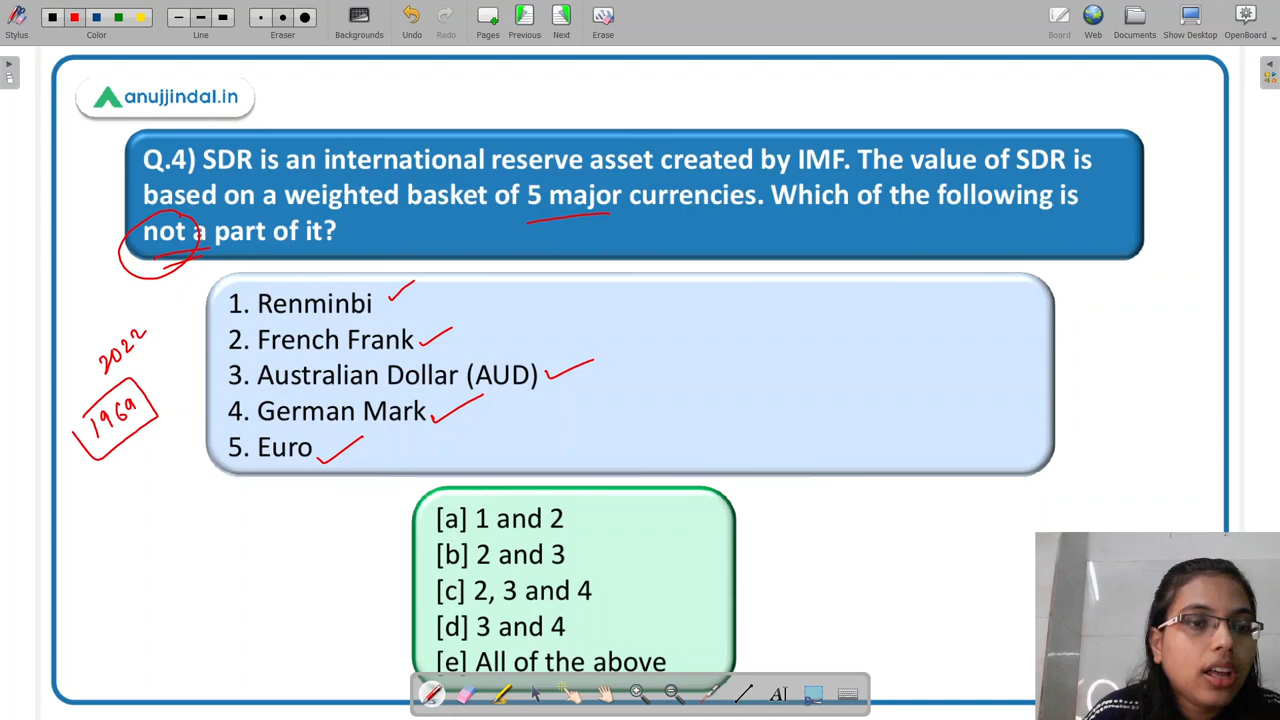 Stylus
Color
Line
Eraser
Backgrounds
Undo
Redo
Pages
Previous
Next
Erase
Board
Web
Documents
Show Desktop
OpenBoard
anujjindal.in
Q.4) SDR is an international reserve asset created by IMF. The value of SDR is
based on a weighted basket of 5 major currencies. Which of the following is
not a part of it?
1. Renminbi
2. French Frank
3. Australian Dollar (AUD)
4. German Mark
5. Euro
2022
1969
[a] 1 and 2
[b] 2 and 3
[c] 2, 3 and 4
[d] 3 and 4
[e] All of the above